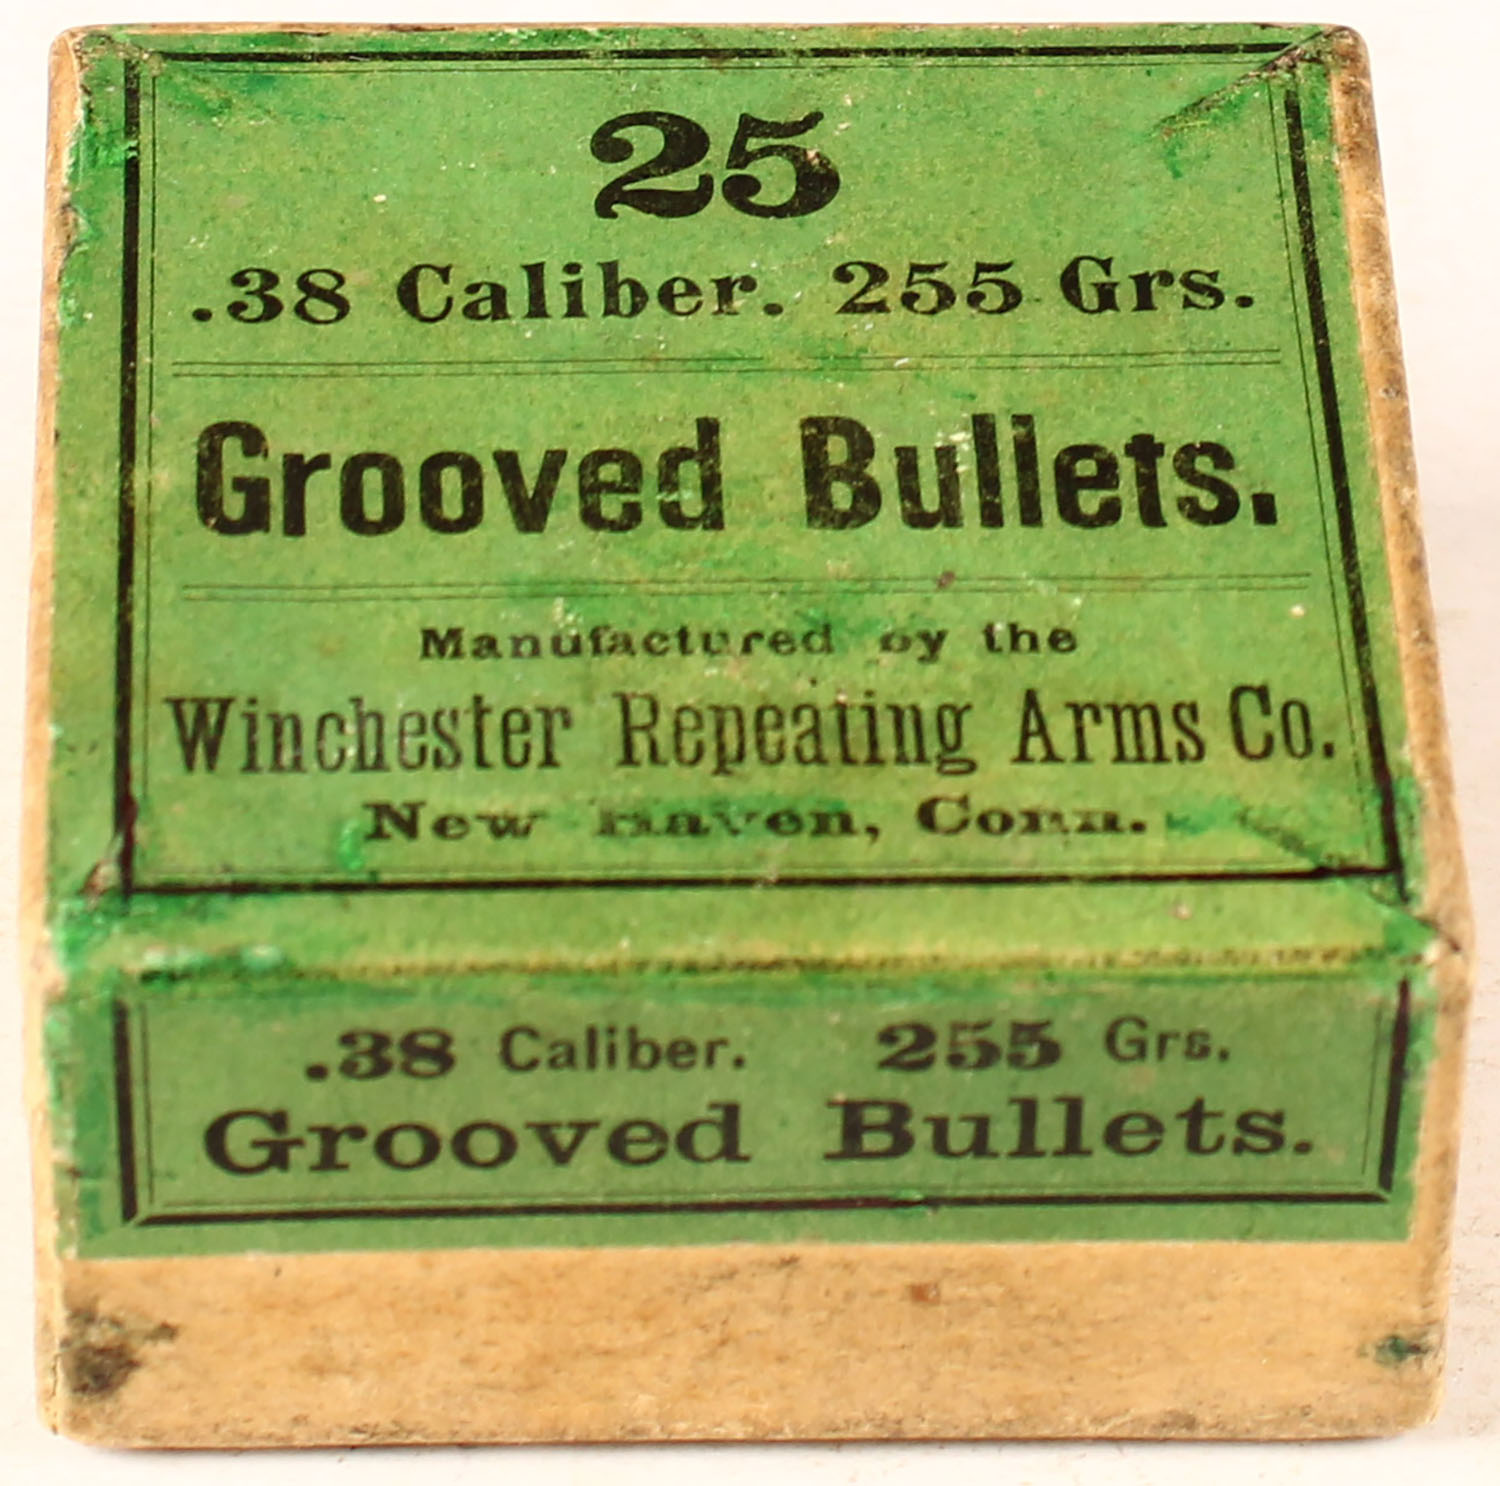 25
.38 Caliber. 255 Grs.
Grooved Bullets.
Manufactured by the
Winchester Repeating Arms Co.
New Haven, Conn.
.38 Caliber. 255 Grs.
Grooved Bullets.